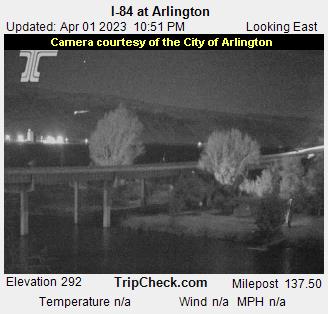 I-84 at Arlington
Updated: Apr 01 2023 10:51 PM Looking East
Camera courtesy of the City of Arlington
Elevation 292 TripCheck.com Milepost 137.50
Temperature n/a Wind n/a MPH n/a